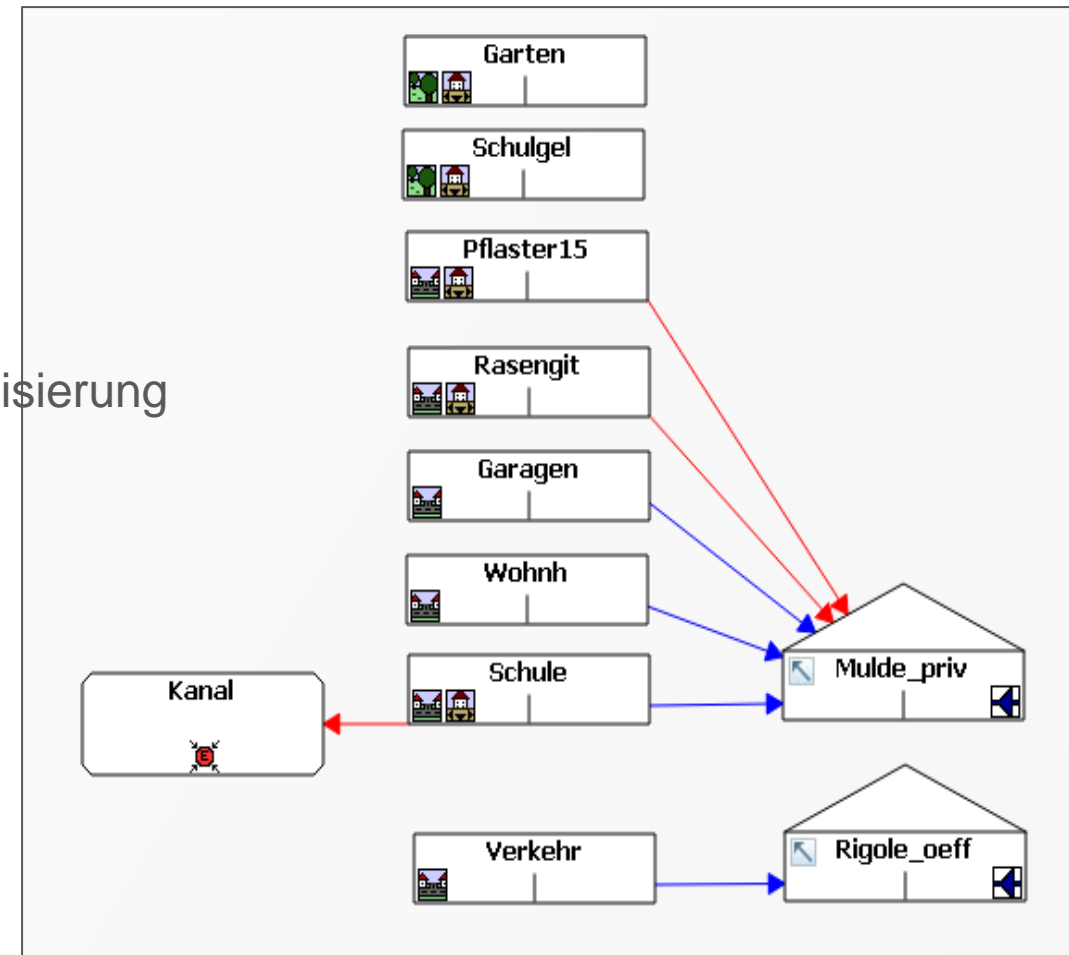 Garten
Schulgel
Pflaster15
isierung
Rasengit
Garagen
Wohnh
Schule
Mulde_priv
Kanal
E
Verkehr
Rigole_oeff